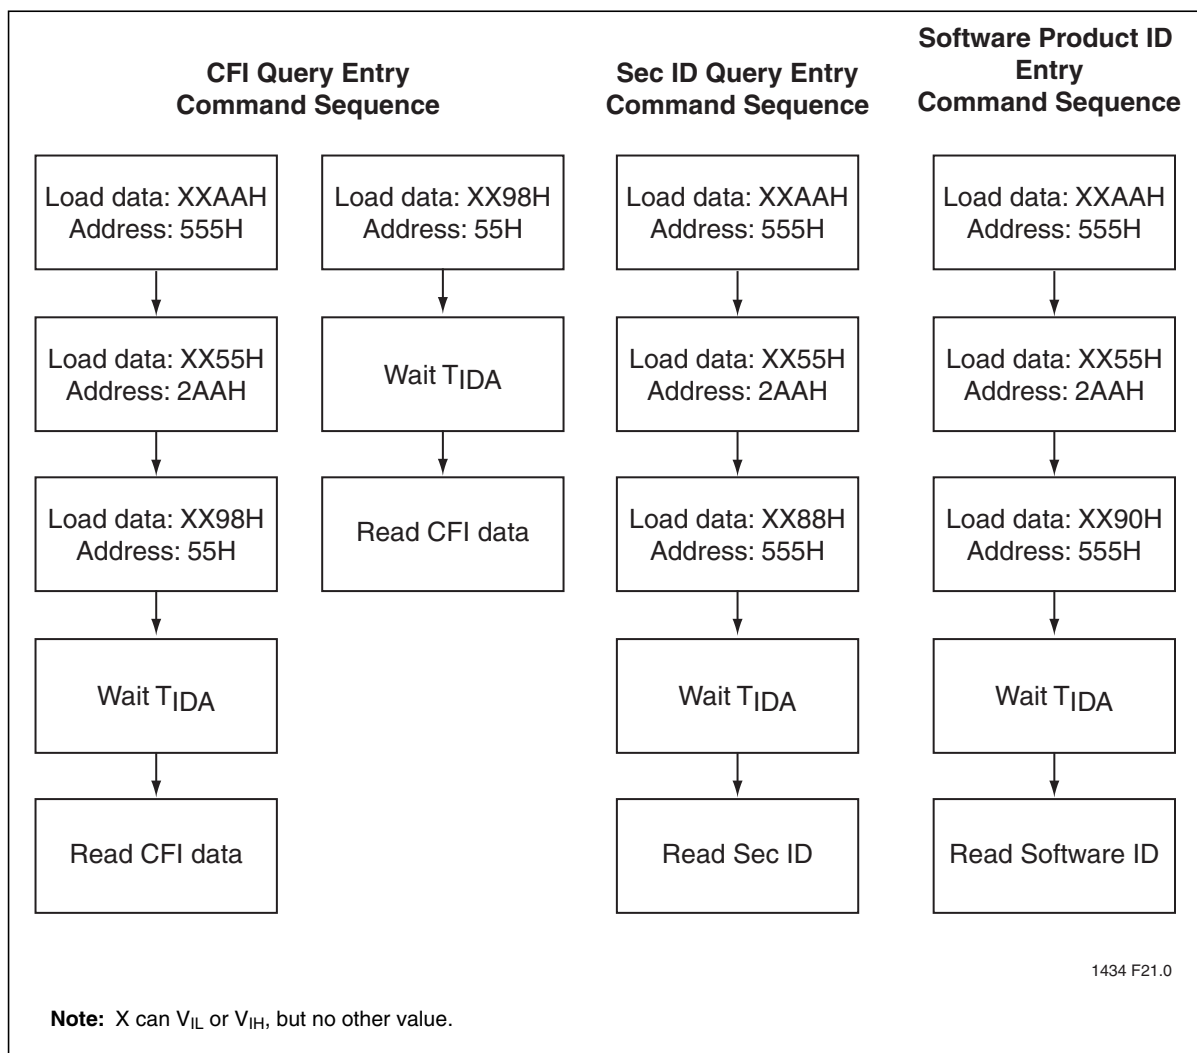 CFI Query Entry
Command Sequence
Load data: XXAAH
Address: 555H
Load data: XX55H
Address: 2AAH
Load data: XX98H
Address: 55H
Wait TIDA
Read CFI data
Load data: XX98H
Address: 55H
Wait TIDA
Read CFI data
Sec ID Query Entry
Command Sequence
Load data: XXAAH
Address: 555H
Load data: XX55H
Address: 2AAH
Load data: XX88H
Address: 555H
Wait TIDA
Read Sec ID
Software Product ID
Entry
Command Sequence
Load data: XXAAH
Address: 555H
Load data: XX55H
Address: 2AAH
Load data: XX90H
Address: 555H
Wait TIDA
Read Software ID
1434 F21.0
Note: X can VIL or VIH, but no other value.